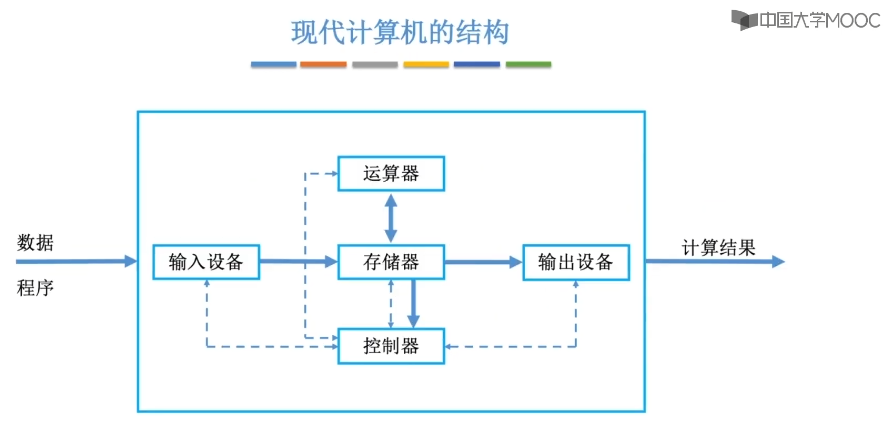 现代计算机的结构
中国大学MOOC
运算器
数据
程序
输入设备
存储器
输出设备
计算结果
控制器